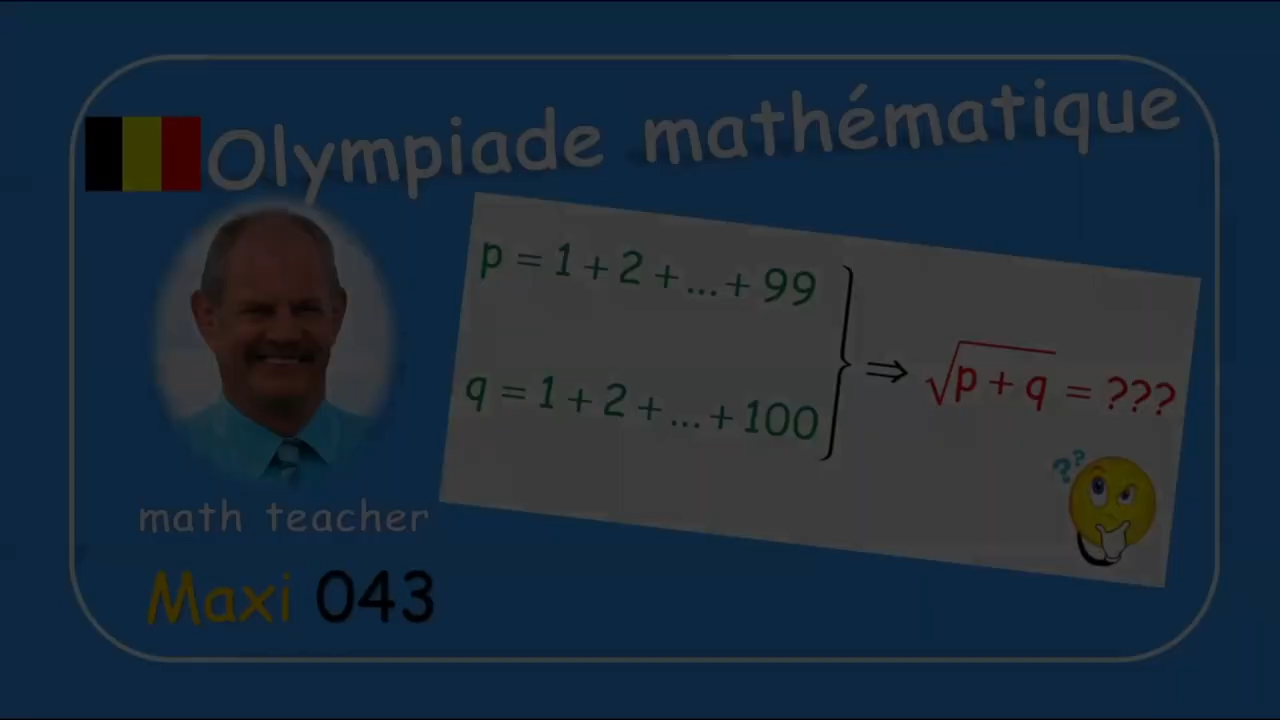 Olympiade mathématique
p = 1 + 2 + ... + 99
q = 1 + 2 + ... + 100
⇒ √p + q = ???
??
math teacher
Maxi 043